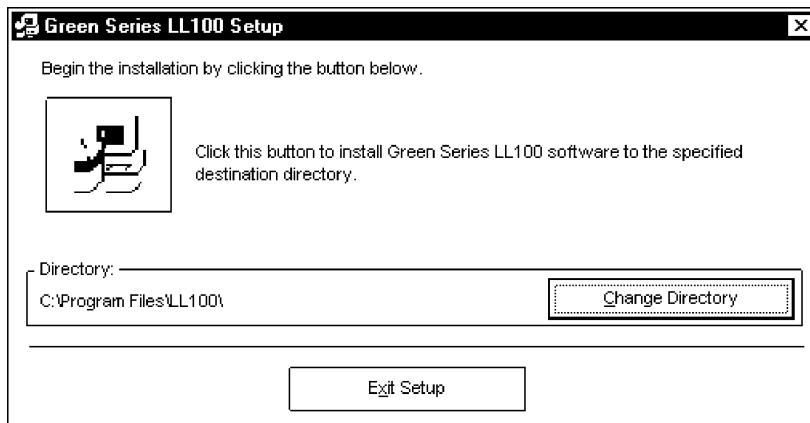 Green Series LL100 Setup
Begin the installation by clicking the button below.
Click this button to install Green Series LL100 software to the specified
destination directory.
Directory:
C:\Program Files\LL100\
Change Directory
Exit Setup